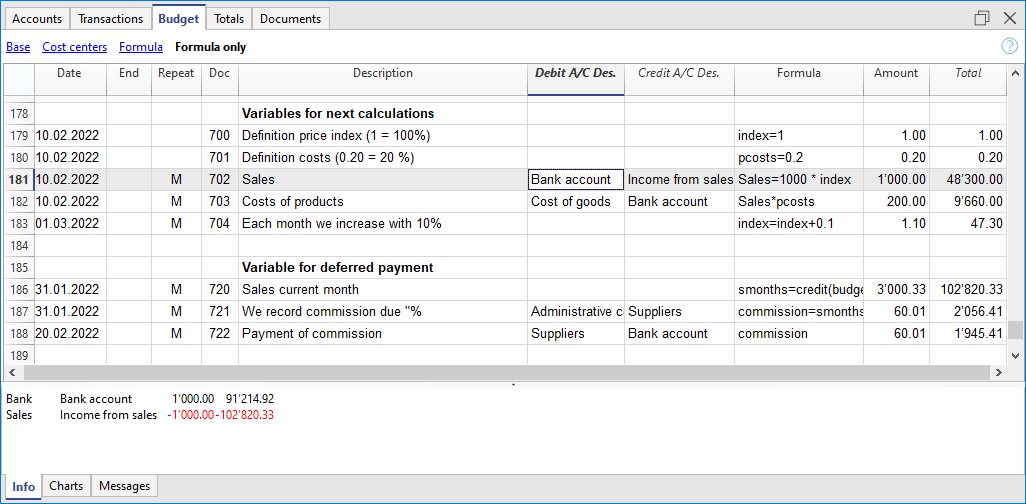 Accounts Transactions Budget Totals Documents
Base Cost centers Formula Formula only ?
Date End Repeat Doc Description Debit A/C Des. Credit A/C Des. Formula Amount Total
178 Variables for next calculations
179 10.02.2022 700 Definition price index (1 = 100%) index=1 1.00 1.00
180 10.02.2022 701 Definition costs (0.20 = 20 %) pcosts=0.2 0.20 0.20
181 10.02.2022 M 702 Sales Bank account Income from sales Sales=1000 * index 1'000.00 48'300.00
182 10.02.2022 M 703 Costs of products Cost of goods Bank account Sales*pcosts 200.00 9'660.00
183 01.03.2022 M 704 Each month we increase with 10% index=index+0.1 1.10 47.30
184
185 Variable for deferred payment
186 31.01.2022 M 720 Sales current month smonths=credit(budge 3'000.33 102'820.33
187 31.01.2022 M 721 We record commission due "% Administrative c Suppliers commission=smonths 60.01 2'056.41
188 20.02.2022 M 722 Payment of commission Suppliers Bank account commission 60.01 1'945.41
189
Bank Bank account 1'000.00 91'214.92
Sales Income from sales -1'000.00 -102'820.33
Info Charts Messages